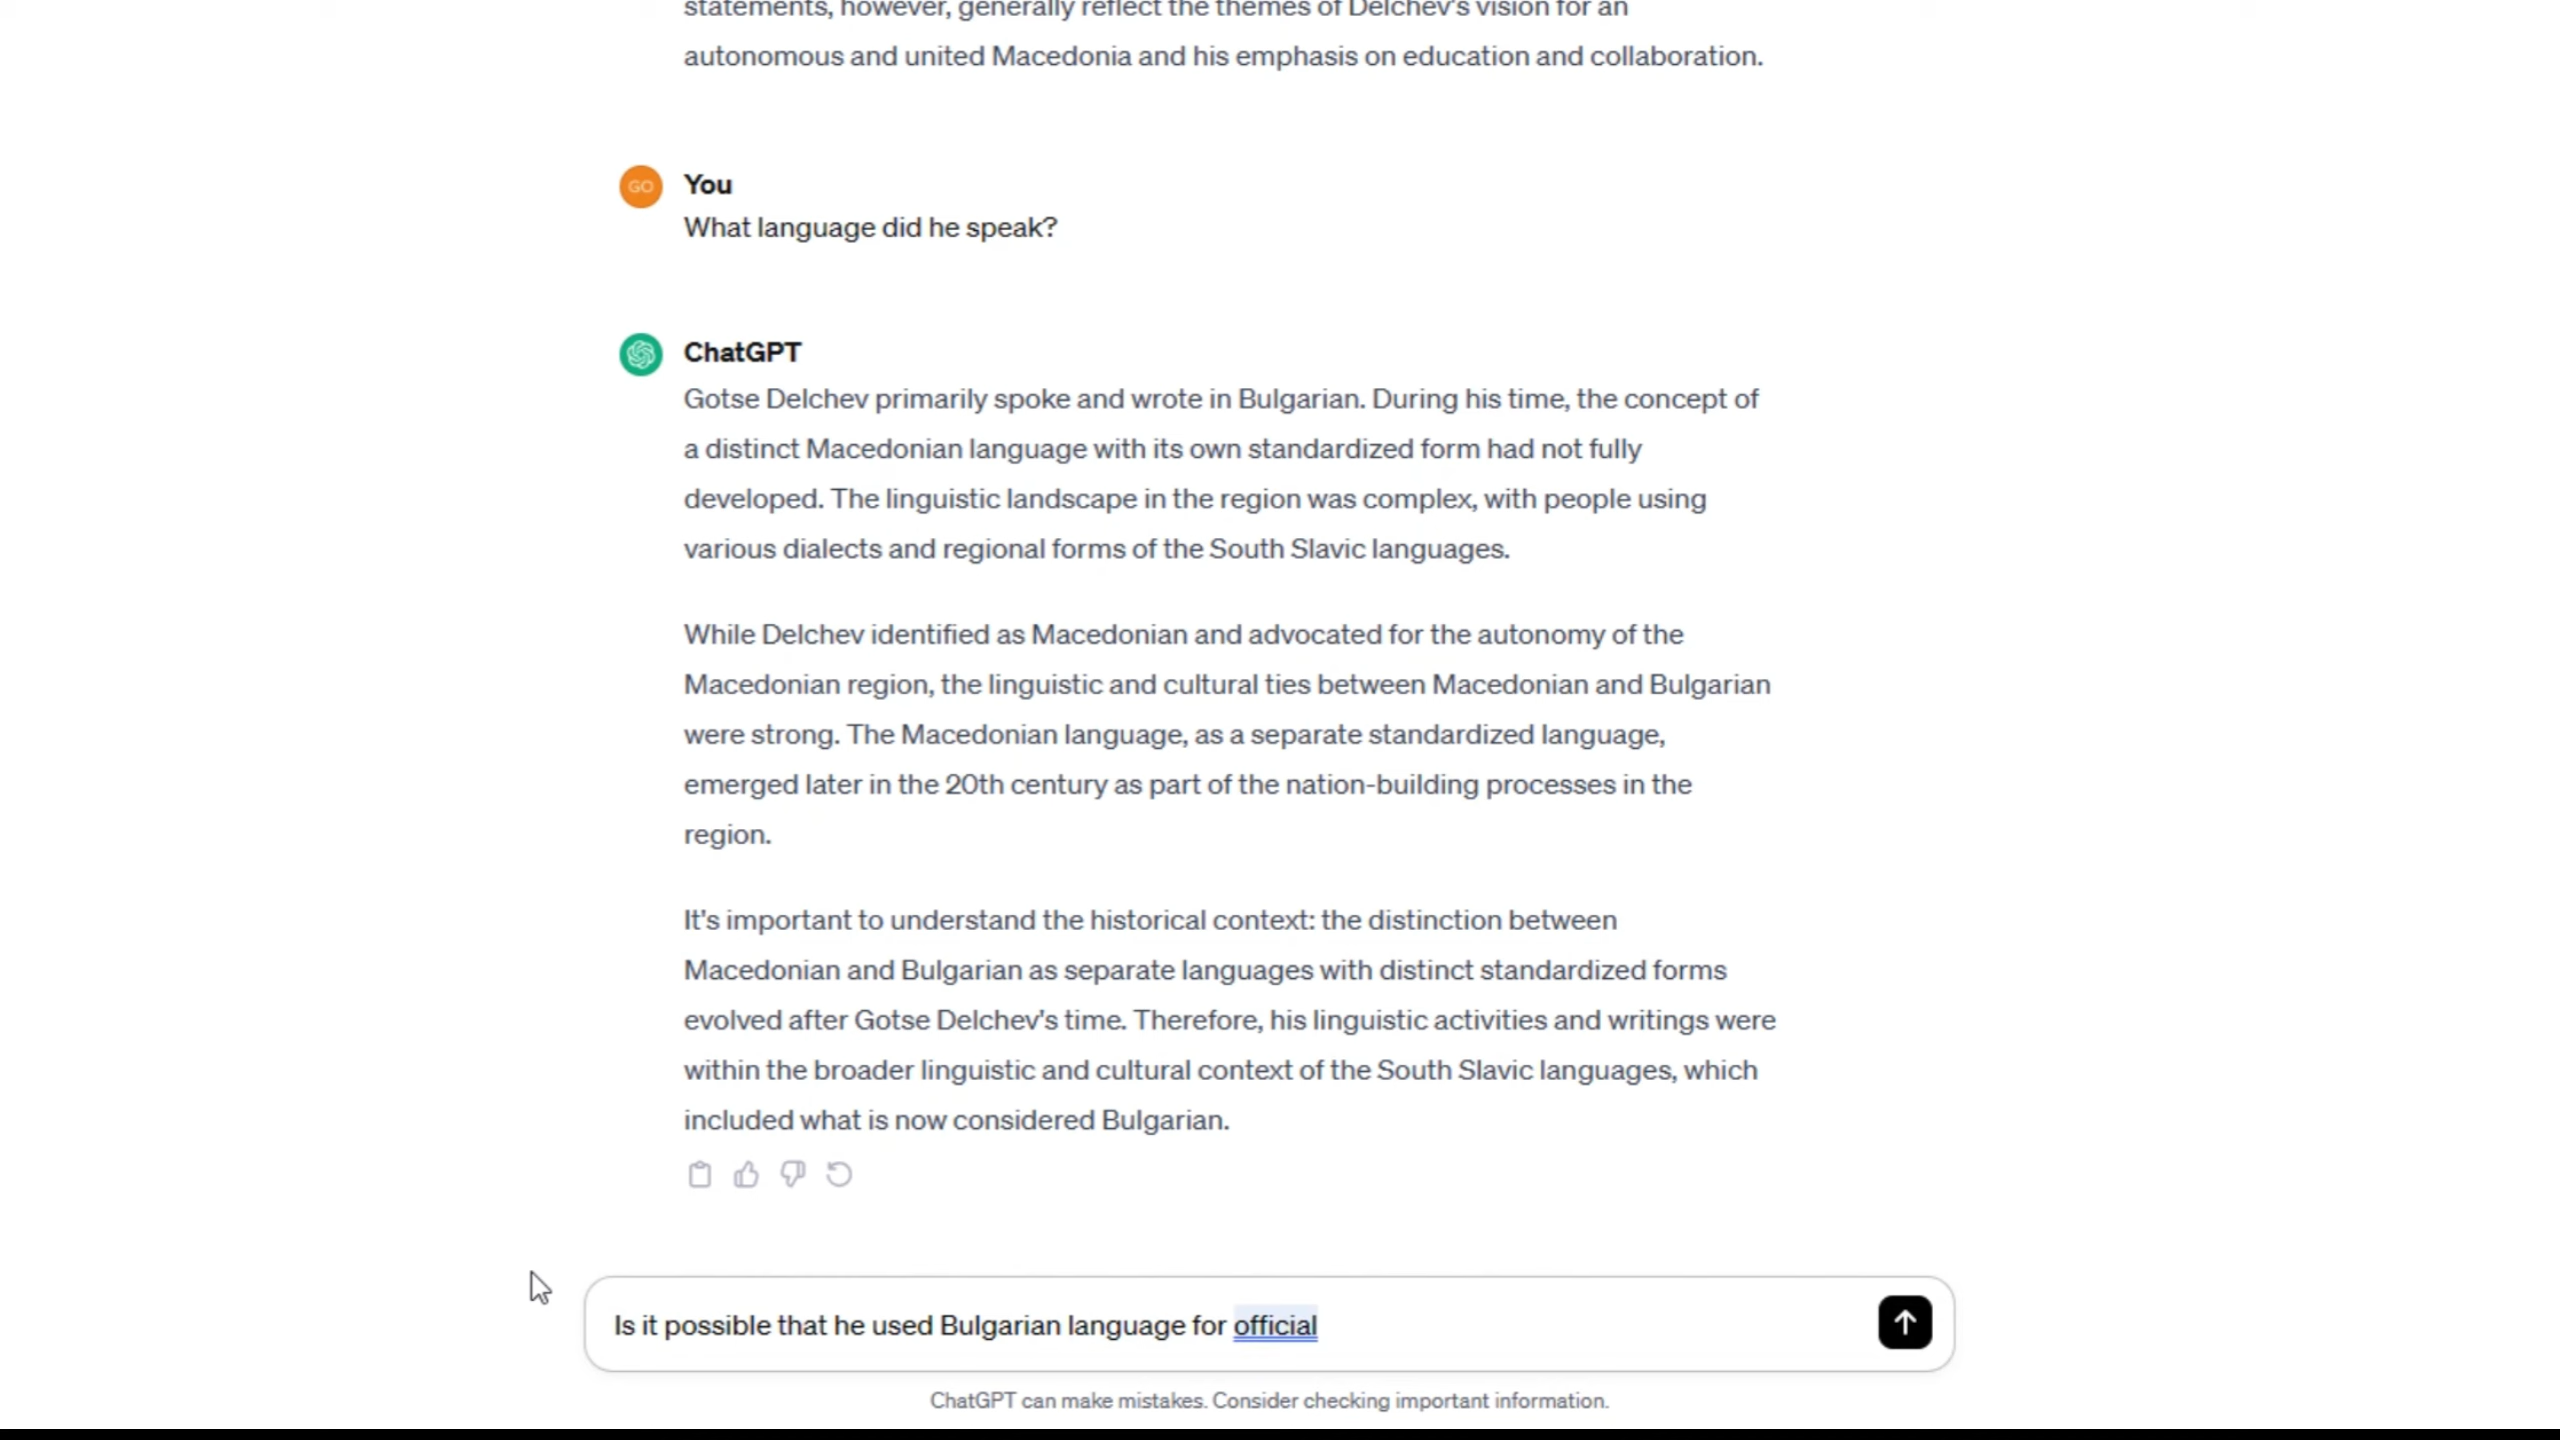 statements, however, generally reflect the themes of Delchev's vision for an
autonomous and united Macedonia and his emphasis on education and collaboration.
GO
You
What language did he speak?
ChatGPT
Gotse Delchev primarily spoke and wrote in Bulgarian. During his time, the concept of
a distinct Macedonian language with its own standardized form had not fully
developed. The linguistic landscape in the region was complex, with people using
various dialects and regional forms of the South Slavic languages.
While Delchev identified as Macedonian and advocated for the autonomy of the
Macedonian region, the linguistic and cultural ties between Macedonian and Bulgarian
were strong. The Macedonian language, as a separate standardized language,
emerged later in the 20th century as part of the nation-building processes in the
region.
It's important to understand the historical context: the distinction between
Macedonian and Bulgarian as separate languages with distinct standardized forms
evolved after Gotse Delchev's time. Therefore, his linguistic activities and writings were
within the broader linguistic and cultural context of the South Slavic languages, which
included what is now considered Bulgarian.
Is it possible that he used Bulgarian language for official
ChatGPT can make mistakes. Consider checking important information.